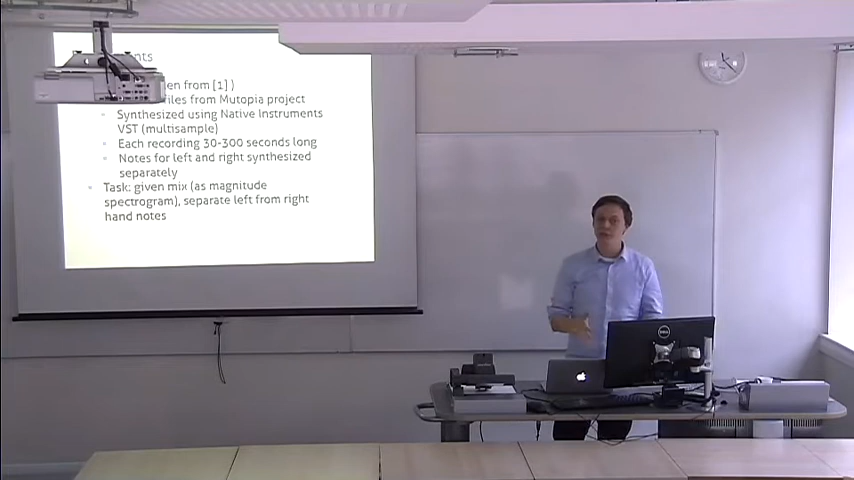 nts
en from [1] )
iles from Mutopia project
Synthesized using Native Instruments
VST (multisample)
Each recording 30-300 seconds long
Notes for left and right synthesized
separately
Task: given mix (as magnitude
spectrogram), separate left from right
hand notes
DELL